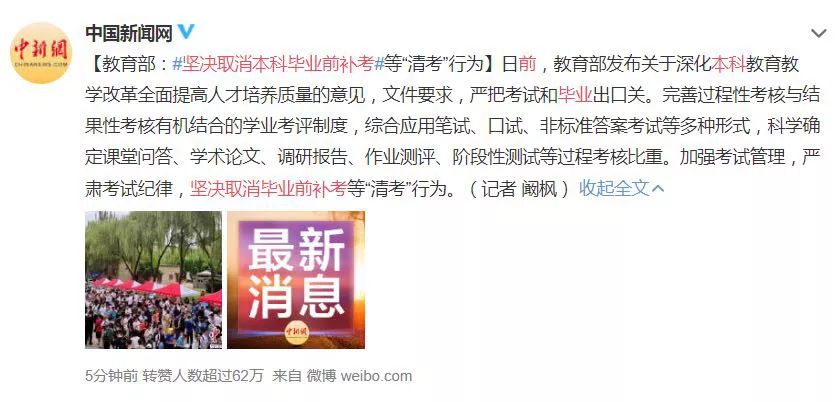 中国新闻网
【教育部：#坚决取消本科毕业前补考#等“清考”行为】日前，教育部发布关于深化本科教育教
学改革全面提高人才培养质量的意见，文件要求，严把考试和毕业出口关。完善过程性考核与结
果性考核有机结合的学业考评制度，综合应用笔试、口试、非标准答案考试等多种形式，科学确
定课堂问答、学术论文、调研报告、作业测评、阶段性测试等过程考核比重。加强考试管理，严
肃考试纪律，坚决取消毕业前补考等“清考”行为。（记者 阚枫） 收起全文
中新網
CHINANEWS.COM
最新
消息
中新網
5分钟前 转赞人数超过62万 来自 微博 weibo.com